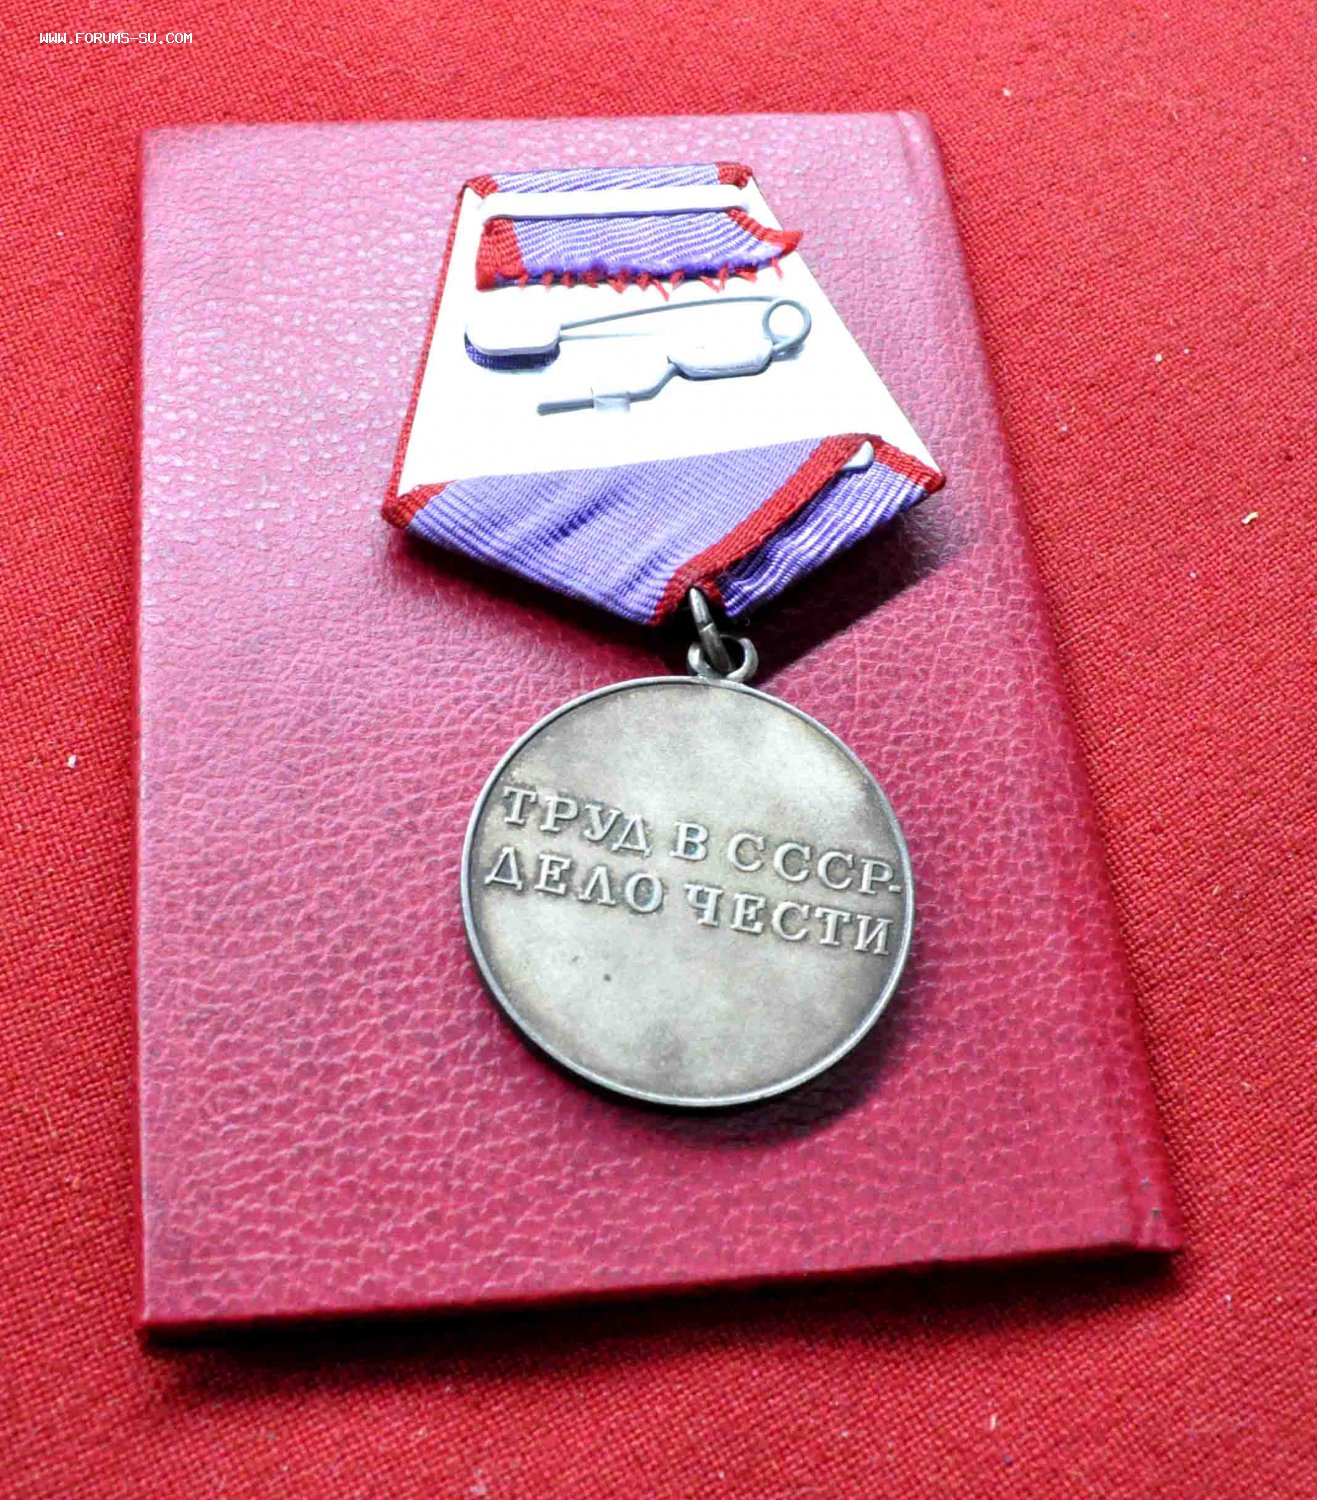 WWW.FORUMS-SU.COM
ТРУД В СССР-
ДЕЛО ЧЕСТИ